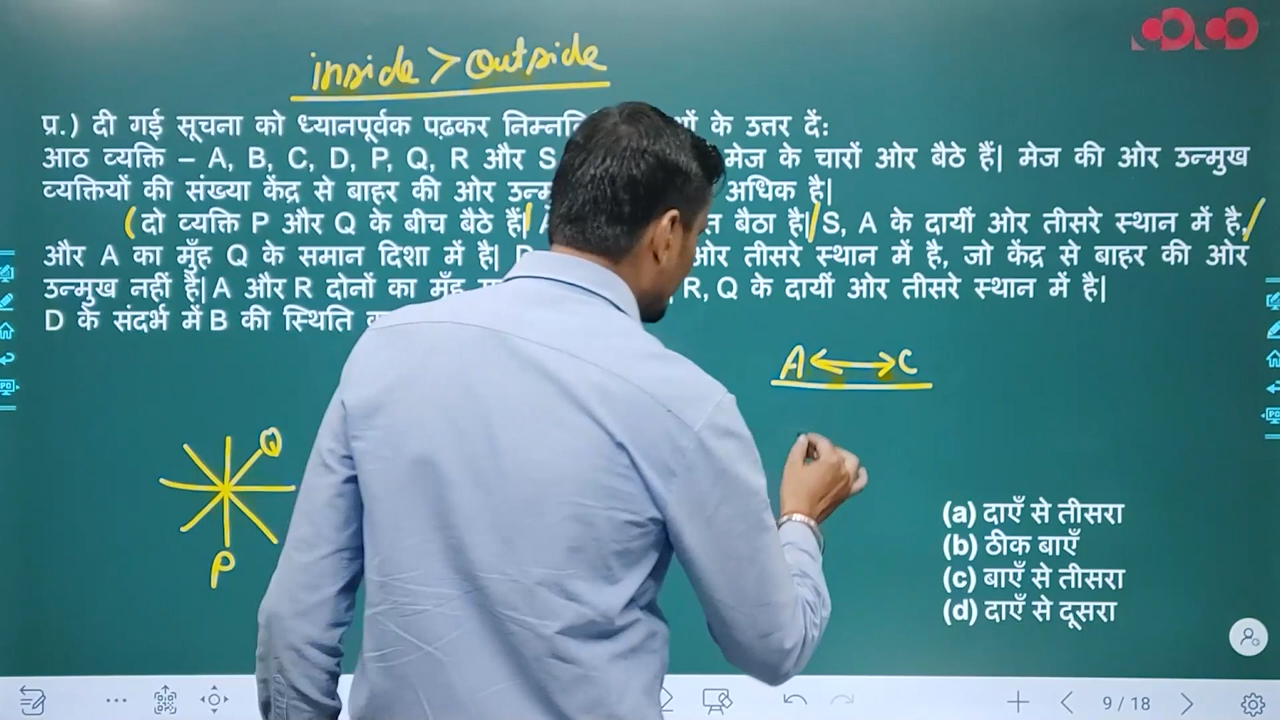 inside > Outside
प्र.) दी गई सूचना को ध्यानपूर्वक पढ़कर के उत्तर दें:
आठ व्यक्ति – A, B, C, D, P, Q, R और S मेज के चारों ओर बैठे हैं| मेज की ओर उन्मुख
व्यक्तियों की संख्या केंद्र से बाहर की ओर अधिक है|
(दो व्यक्ति P और Q के बीच बैठे हैं| बैठा है| S, A के दायीं ओर तीसरे स्थान में है,
और A का मुँह Q के समान दिशा में है| ओर तीसरे स्थान में है, जो केंद्र से बाहर की ओर
उन्मुख नहीं है| A और R दोनों का R, Q के दायीं ओर तीसरे स्थान में है|
D के संदर्भ में B की स्थिति
A ↔ C
Q
P
(a) दाएँ से तीसरा
(b) ठीक बाएँ
(c) बाएँ से तीसरा
(d) दाएँ से दूसरा
9 / 18